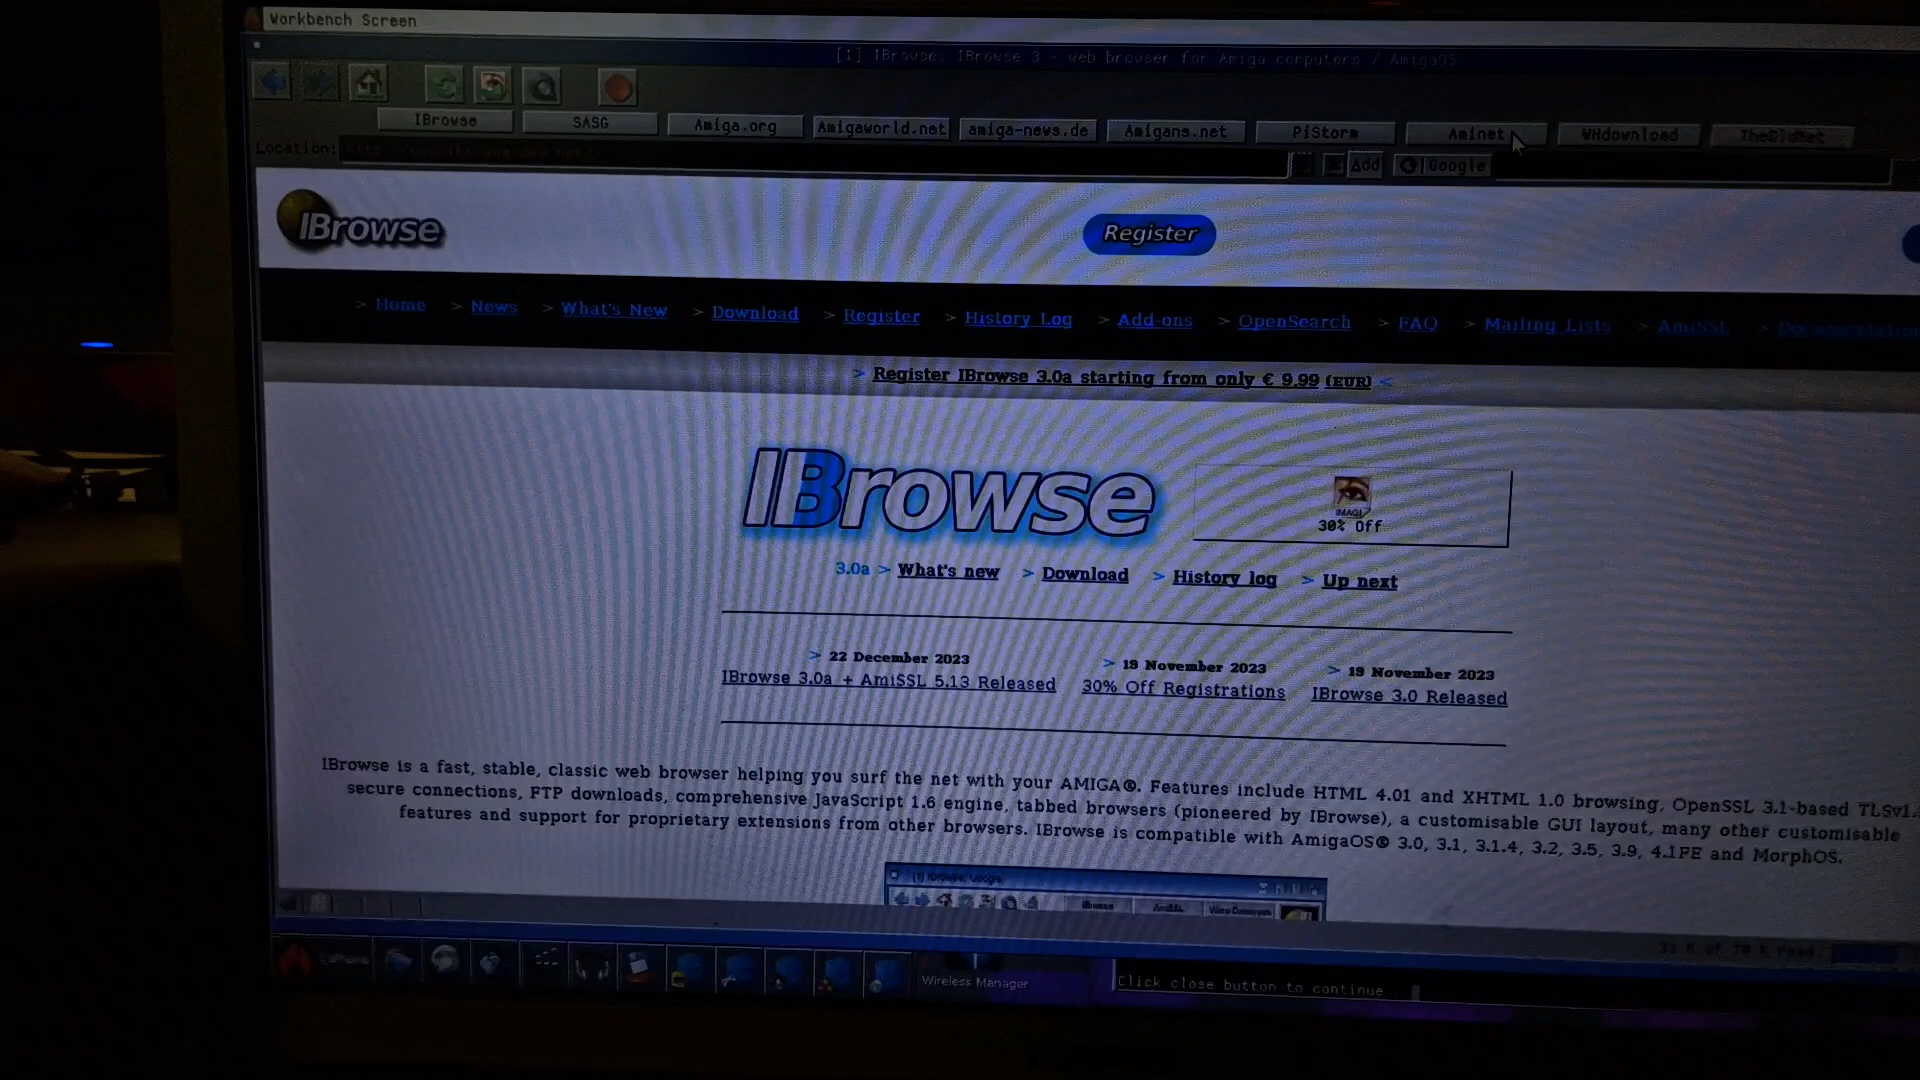 Workbench Screen
[1] IBrowse: IBrowse 3 - web browser for Amiga computers / AmigaOS
IBrowse SASG Amiga.org Amigaworld.net amiga-news.de Amigans.net PiStorm Aminet WHdownload TheOldNet
Location:
Add Google
IBrowse
Register
> Home > News > What's New > Download > Register > History Log > Add-ons > OpenSearch > FAQ > Mailing Lists > AmiSSL > Documentation
> Register IBrowse 3.0a starting from only € 9.99 (EUR) <
IBrowse
30% Off
3.0a > What's new > Download > History log > Up next
> 22 December 2023 > 19 November 2023 > 19 November 2023
IBrowse 3.0a + AmiSSL 5.13 Released 30% Off Registrations IBrowse 3.0 Released
IBrowse is a fast, stable, classic web browser helping you surf the net with your AMIGA®. Features include HTML 4.01 and XHTML 1.0 browsing, OpenSSL 3.1-based
secure connections, FTP downloads, comprehensive JavaScript 1.6 engine, tabbed browsers (pioneered by IBrowse), a customisable GUI layout, many other customisable
features and support for proprietary extensions from other browsers. IBrowse is compatible with AmigaOS® 3.0, 3.1, 3.1.4, 3.2, 3.5, 3.9, 4.1FE and MorphOS.
[1] IBrowse: Google
IBrowse AmiSSL
Wireless Manager
Click close button to continue